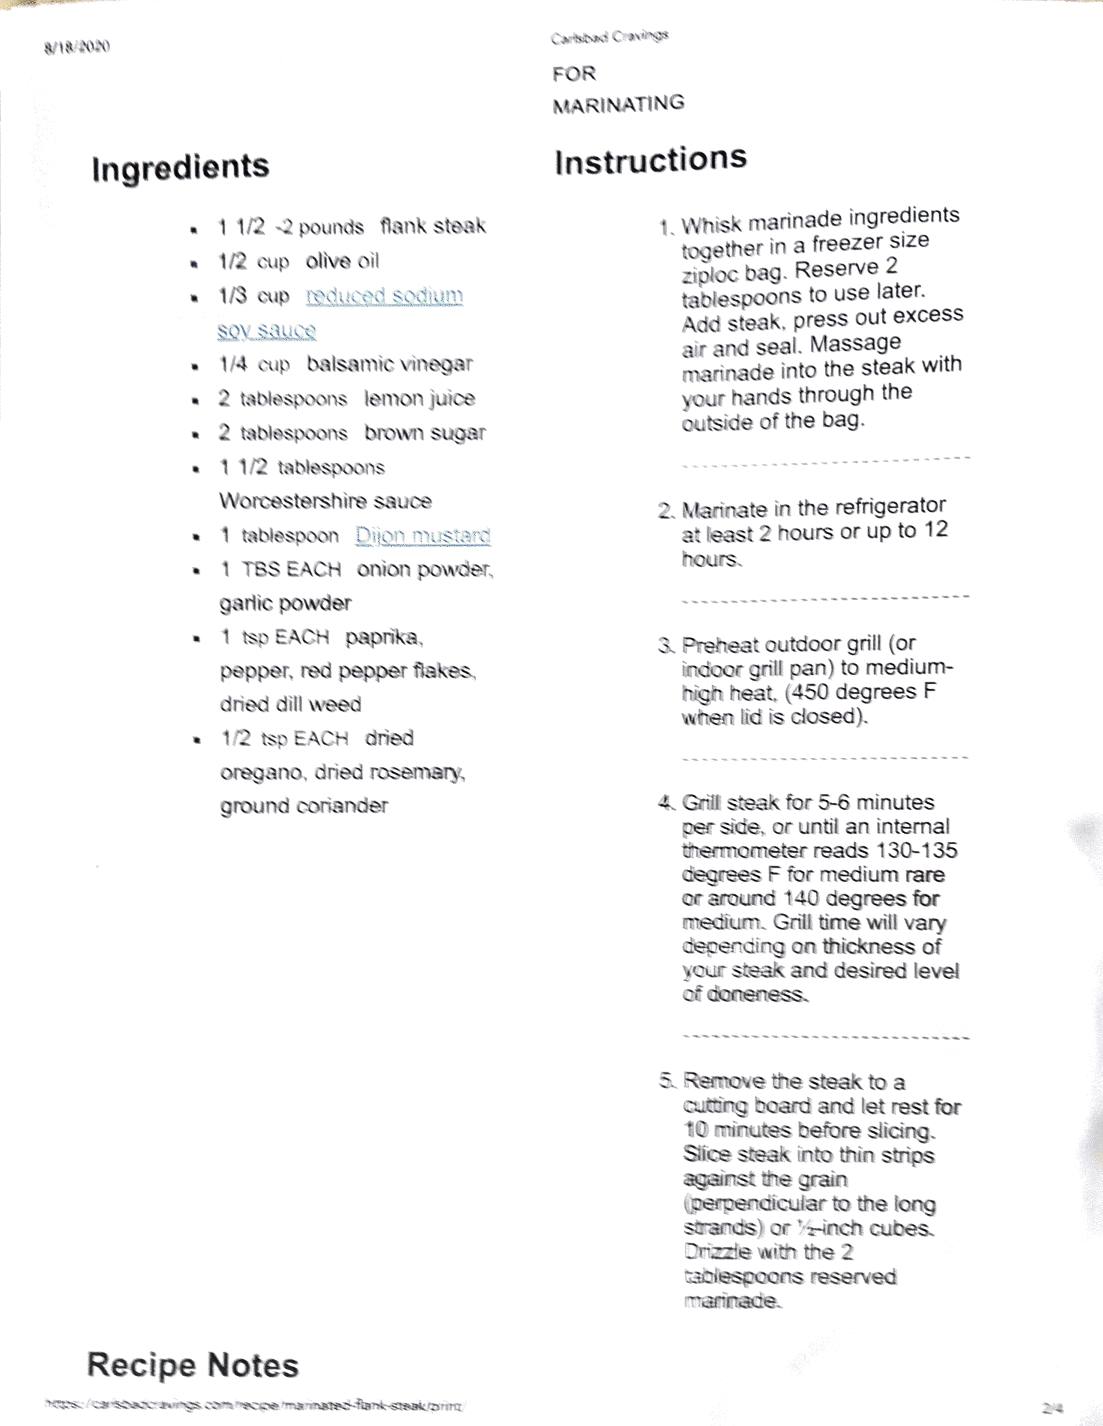 8/18/2020
Carlsbad Cravings
FOR
MARINATING
Ingredients
▪ 1 1/2 -2 pounds flank steak
▪ 1/2 cup olive oil
▪ 1/3 cup reduced sodium
soy sauce
▪ 1/4 cup balsamic vinegar
▪ 2 tablespoons lemon juice
▪ 2 tablespoons brown sugar
▪ 1 1/2 tablespoons
Worcestershire sauce
▪ 1 tablespoon Dijon mustard
▪ 1 TBS EACH onion powder,
garlic powder
▪ 1 tsp EACH paprika,
pepper, red pepper flakes,
dried dill weed
▪ 1/2 tsp EACH dried
oregano, dried rosemary,
ground coriander
Instructions
1. Whisk marinade ingredients
together in a freezer size
ziploc bag. Reserve 2
tablespoons to use later.
Add steak, press out excess
air and seal. Massage
marinade into the steak with
your hands through the
outside of the bag.
2. Marinate in the refrigerator
at least 2 hours or up to 12
hours.
3. Preheat outdoor grill (or
indoor grill pan) to medium-
high heat, (450 degrees F
when lid is closed).
4. Grill steak for 5-6 minutes
per side, or until an internal
thermometer reads 130-135
degrees F for medium rare
or around 140 degrees for
medium. Grill time will vary
depending on thickness of
your steak and desired level
of doneness.
5. Remove the steak to a
cutting board and let rest for
10 minutes before slicing.
Slice steak into thin strips
against the grain
(perpendicular to the long
strands) or ½-inch cubes.
Drizzle with the 2
tablespoons reserved
marinade.
Recipe Notes
https://carlsbadcravings.com/recipe/marinated-flank-steak/print/
2/4